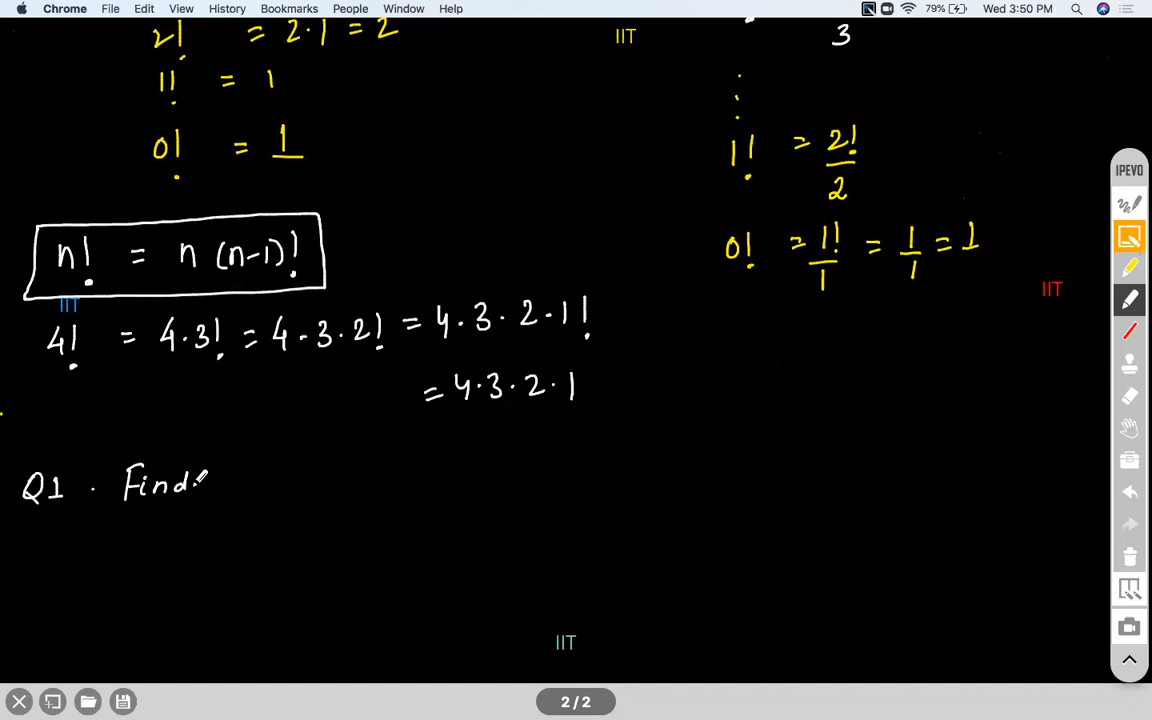 Chrome File Edit View History Bookmarks People Window Help 79% Wed 3:50 PM
2! = 2·1 = 2
1! = 1
0! = 1
IIT
3
1! = 2!/2
0! = 1!/1 = 1/1 = 1
n! = n (n-1)!
IIT
IIT
4! = 4·3! = 4·3·2! = 4·3·2·1!
= 4·3·2·1
Q1 . Find
IIT
IPEVO
2/2